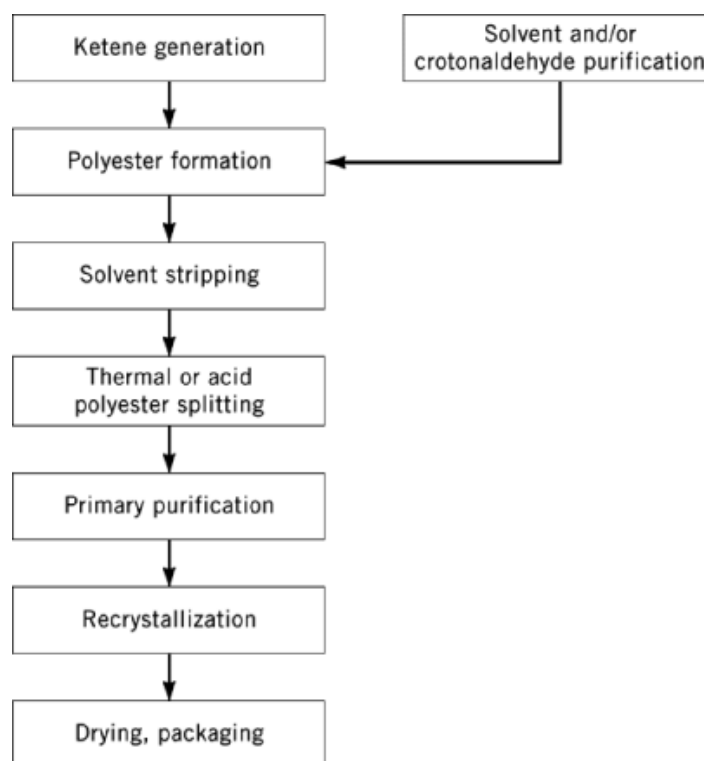 Ketene generation
Solvent and/or
crotonaldehyde purification
Polyester formation
Solvent stripping
Thermal or acid
polyester splitting
Primary purification
Recrystallization
Drying, packaging